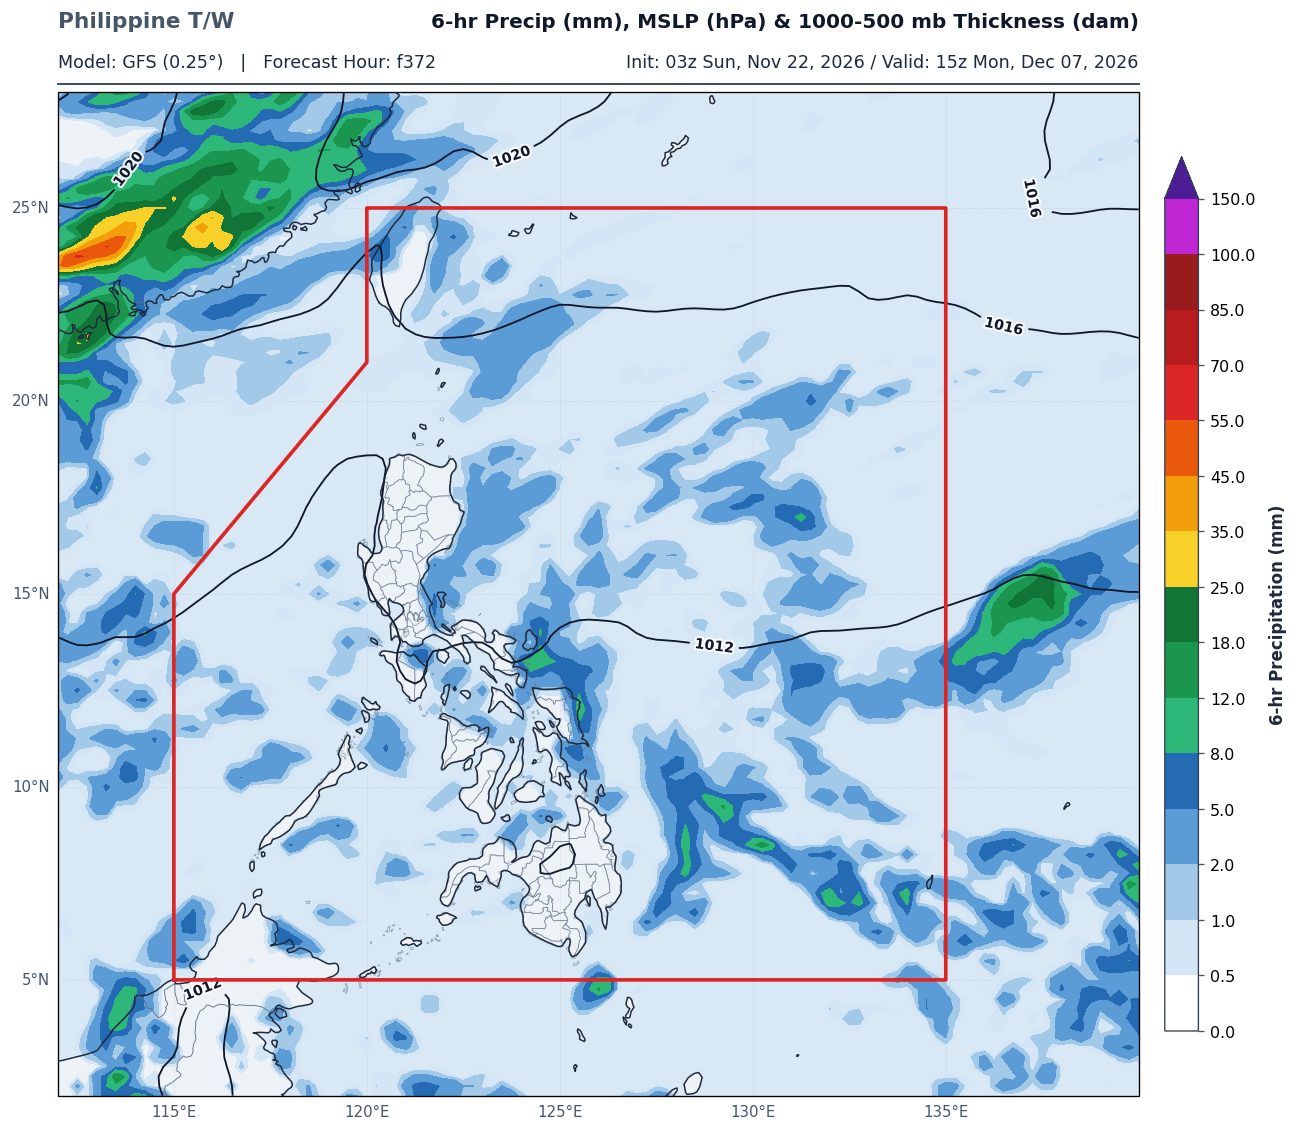 Philippine T/W
6-hr Precip (mm), MSLP (hPa) & 1000-500 mb Thickness (dam)
Model: GFS (0.25°) | Forecast Hour: f372
Init: 03z Sun, Nov 22, 2026 / Valid: 15z Mon, Dec 07, 2026
1020
1020
1016
1016
1012
1012
25°N
20°N
15°N
10°N
5°N
115°E
120°E
125°E
130°E
135°E
150.0
100.0
85.0
70.0
55.0
45.0
35.0
25.0
18.0
12.0
8.0
5.0
2.0
1.0
0.5
0.0
6-hr Precipitation (mm)